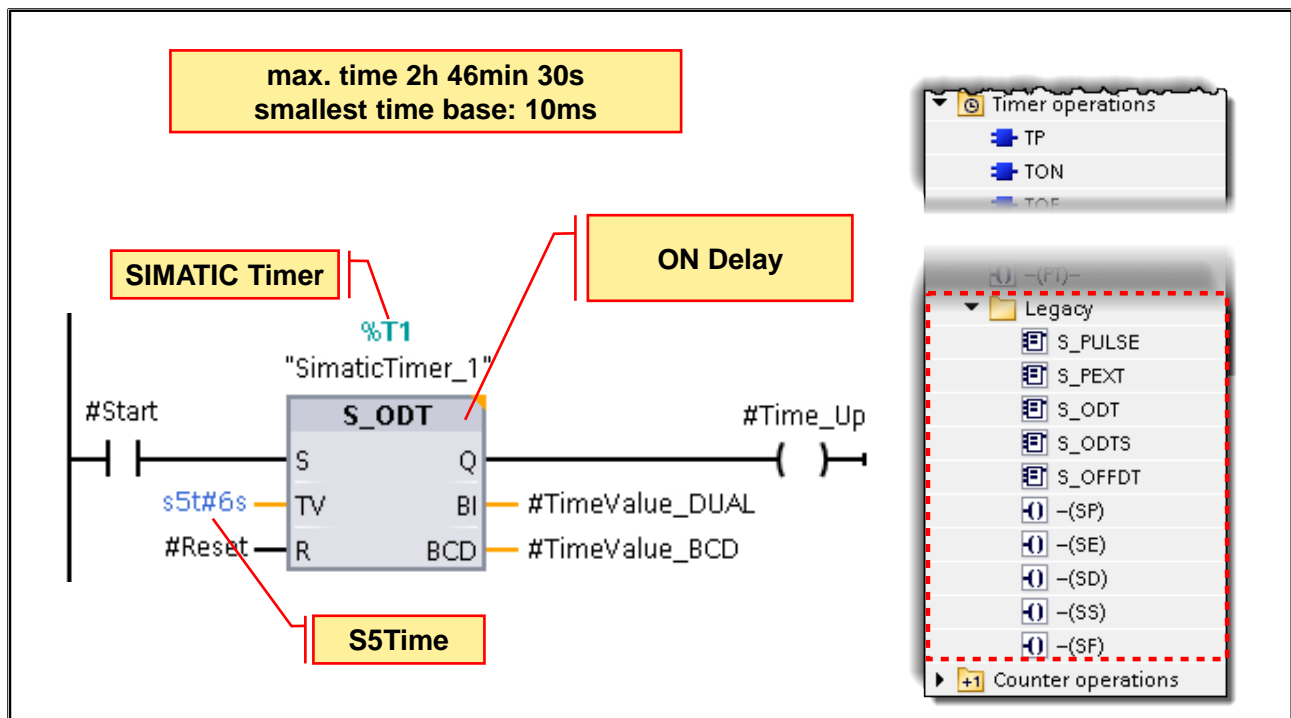 max. time 2h 46min 30s
smallest time base: 10ms
SIMATIC Timer
ON Delay
%T1
"SimaticTimer_1"
#Start
S_ODT
#Time_Up
S
Q
s5t#6s
TV
BI
#TimeValue_DUAL
#Reset
R
BCD
#TimeValue_BCD
S5Time
Timer operations
TP
TON
TOF
-(PT)-
Legacy
S_PULSE
S_PEXT
S_ODT
S_ODTS
S_OFFDT
-(SP)
-(SE)
-(SD)
-(SS)
-(SF)
+1 Counter operations